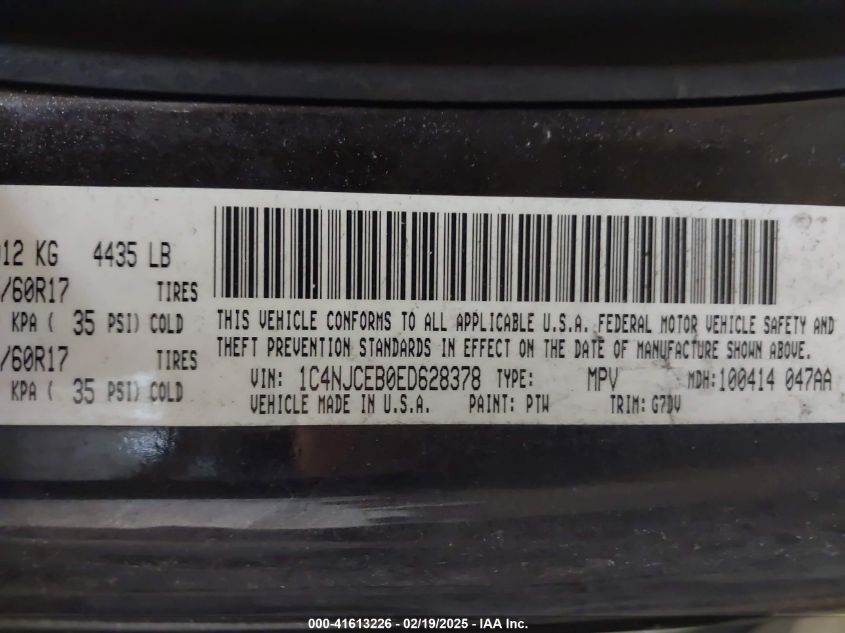 012 KG 4435 LB
/60R17 TIRES
KPA ( 35 PSI) COLD
/60R17 TIRES
KPA ( 35 PSI) COLD
THIS VEHICLE CONFORMS TO ALL APPLICABLE U.S.A. FEDERAL MOTOR VEHICLE SAFETY AND
THEFT PREVENTION STANDARDS IN EFFECT ON THE DATE OF MANUFACTURE SHOWN ABOVE.
VIN: 1C4NJCEB0ED628378 TYPE: MPV MDH:100414 047AA
VEHICLE MADE IN U.S.A. PAINT: PTW TRIM: G7DV
000-41613226 - 02/19/2025 - IAA Inc.